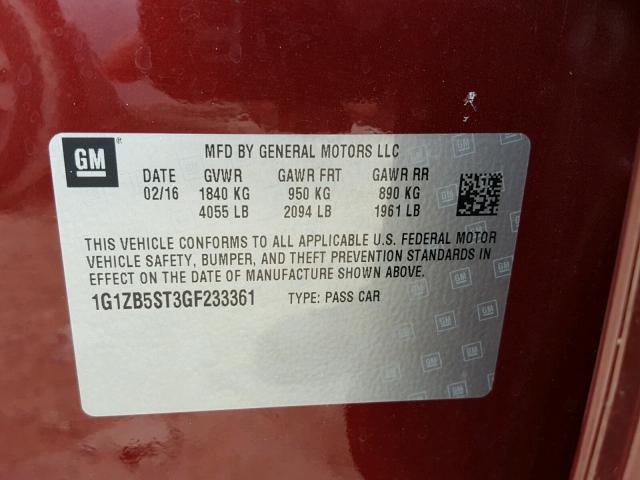 GM ® MFD BY GENERAL MOTORS LLC
DATE GVWR GAWR FRT GAWR RR
02/16 1840 KG 950 KG 890 KG
4055 LB 2094 LB 1961 LB
THIS VEHICLE CONFORMS TO ALL APPLICABLE U.S. FEDERAL MOTOR
VEHICLE SAFETY, BUMPER, AND THEFT PREVENTION STANDARDS IN
EFFECT ON THE DATE OF MANUFACTURE SHOWN ABOVE.
1G1ZB5ST3GF233361 TYPE: PASS CAR